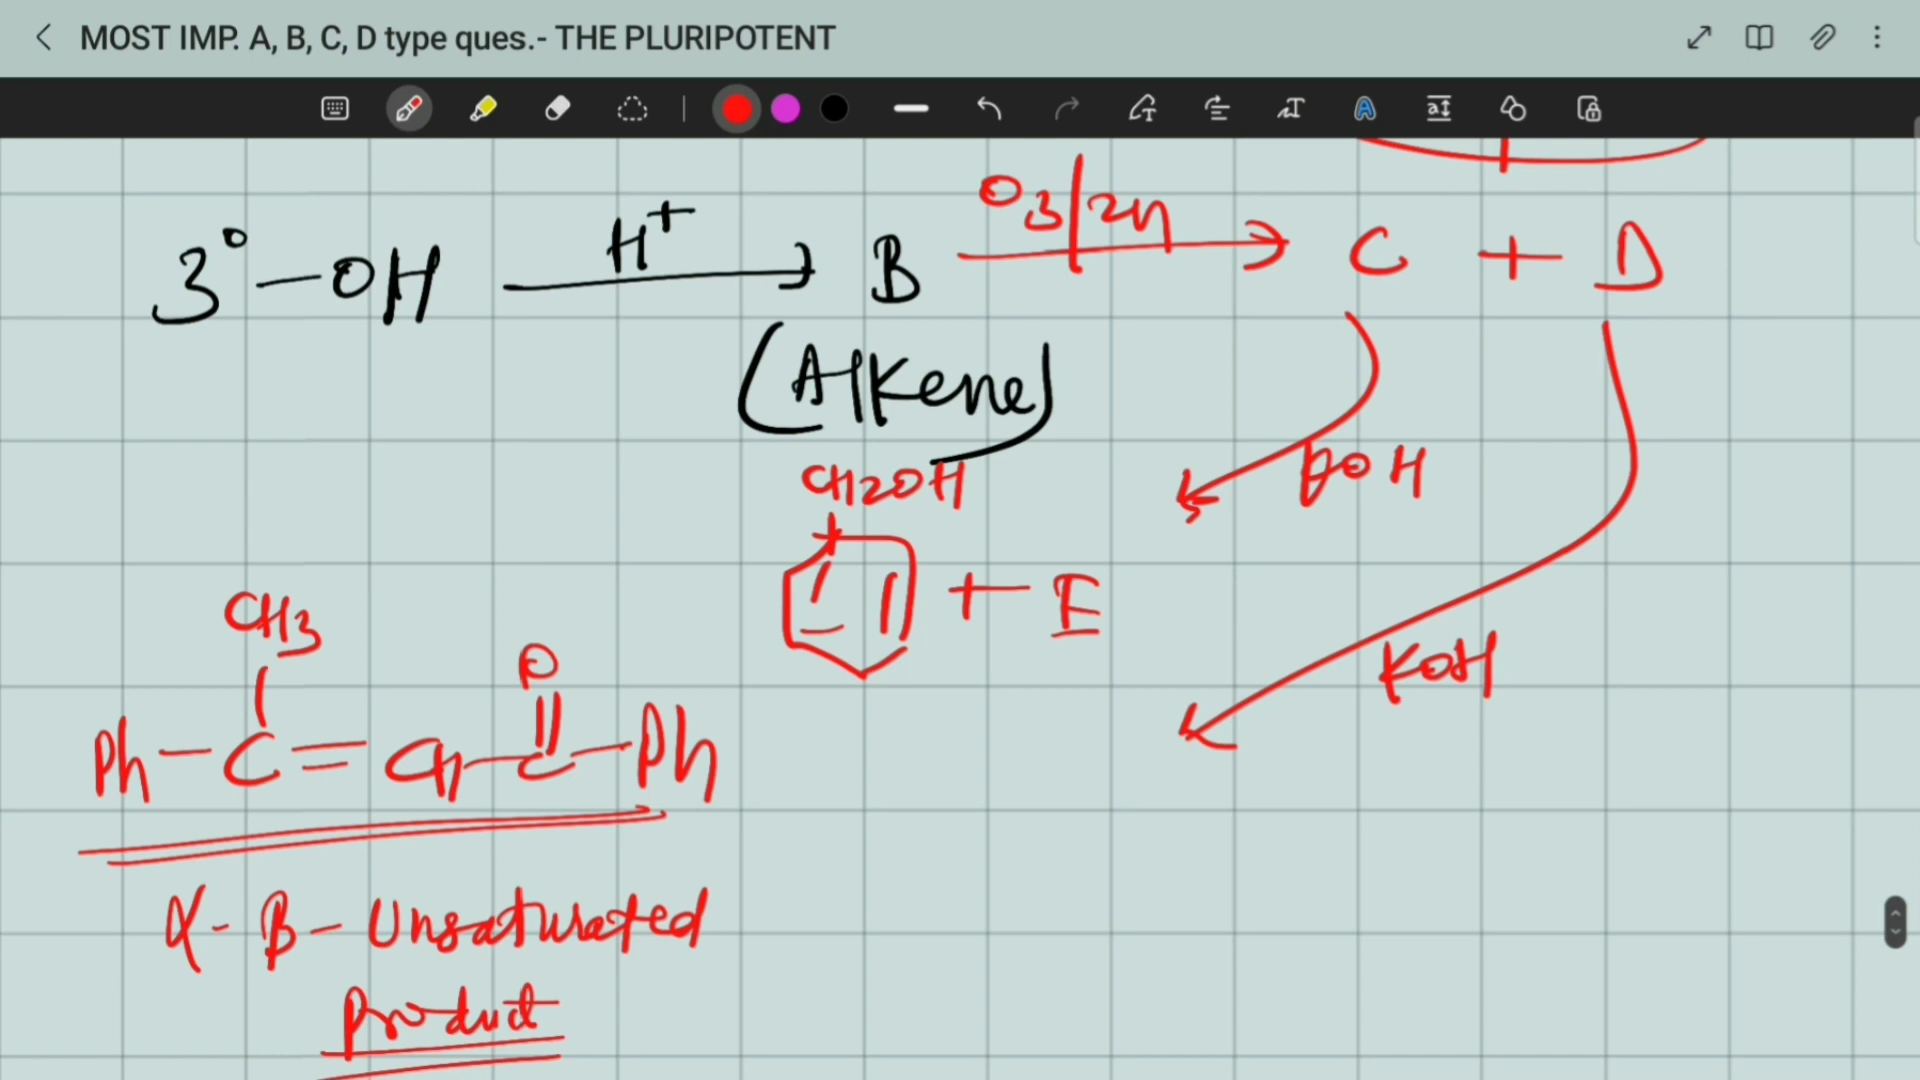 MOST IMP. A, B, C, D type ques.- THE PLURIPOTENT
3°-OH H+ B O3/Zn C + D
(Alkene)
CH2OH
KOH
+ E
CH3
O
KOH
Ph-C=CH-C-Ph
α-β-Unsaturated
Product